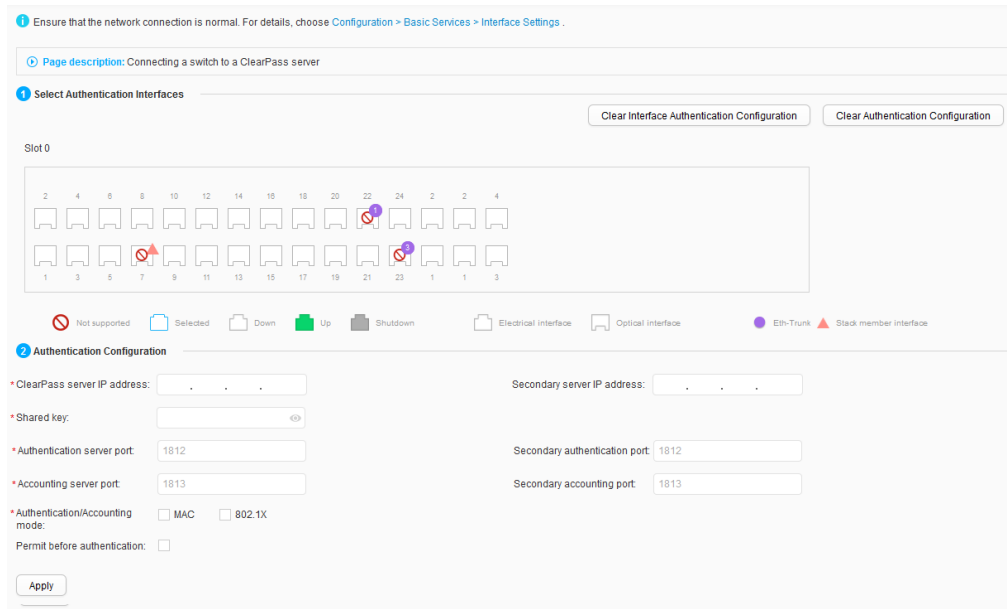 Ensure that the network connection is normal. For details, choose Configuration > Basic Services > Interface Settings .
Page description: Connecting a switch to a ClearPass server
1 Select Authentication Interfaces
Clear Interface Authentication Configuration Clear Authentication Configuration
Slot 0
2 4 6 8 10 12 14 16 18 20 22 24 2 2 4
1
3
1 3 5 7 9 11 13 15 17 19 21 23 1 1 3
Not supported Selected Down Up Shutdown Electrical interface Optical interface Eth-Trunk Stack member interface
2 Authentication Configuration
* ClearPass server IP address: . . . Secondary server IP address: . . .
* Shared key:
* Authentication server port: 1812 Secondary authentication port: 1812
* Accounting server port: 1813 Secondary accounting port: 1813
* Authentication/Accounting
mode: MAC 802.1X
Permit before authentication:
Apply